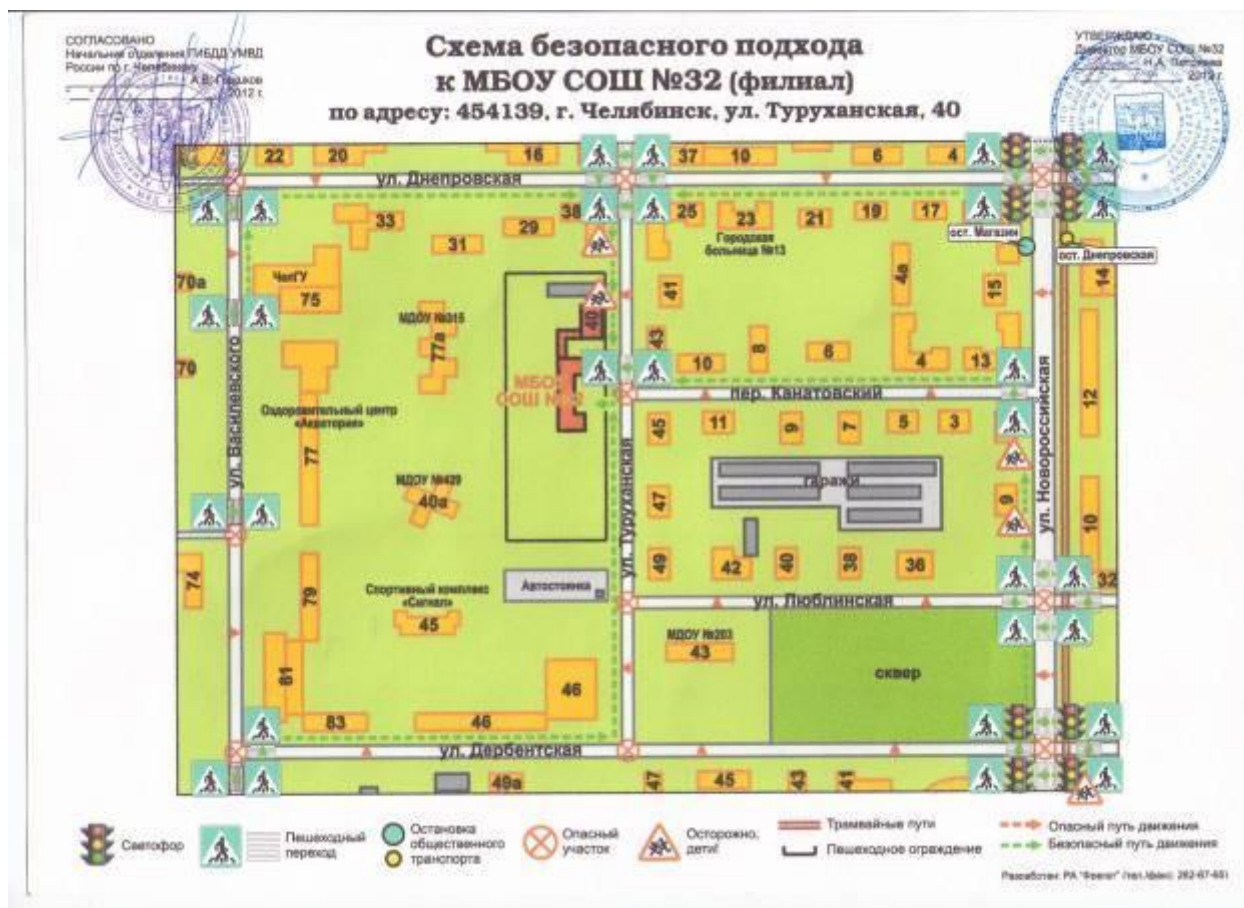 СОГЛАСОВАНО
Начальник отделения ГИБДД УМВД
России по г. Челябинску
2012 г.
УТВЕРЖДАЮ
Директор МБОУ СОШ №32
Схема безопасного подхода
к МБОУ СОШ №32 (филиал)
по адресу: 454139, г. Челябинск, ул. Туруханская, 40
22
20
16
37
10
6
4
ул. Днепровская
33
31
29
38
25
23
21
19
17
Городская
больница №13
ост. Магазин
ост. Днепровская
70а
ЧелГУ
75
МДОУ №315
77а
40
41
43
4а
15
14
70
10
8
6
4
13
12
МБОУ
СОШ №32
пер. Канатовский
ул. Василевского
ул. Туруханская
ул. Новороссийская
Оздоровительный центр
«Акватория»
77
45
11
9
7
5
3
гаражи
МДОУ №429
40а
47
9
10
74
79
49
42
40
38
36
32
Автостоянка
Спортивный комплекс
«Сигнал»
45
ул. Люблинская
МДОУ №203
43
сквер
81
83
46
46
ул. Дербентская
49а
47
45
43
41
Светофор
Пешеходный
переход
Остановка
общественного
транспорта
Опасный
участок
Осторожно,
дети!
Трамвайные пути
Пешеходное ограждение
Опасный путь движения
Безопасный путь движения